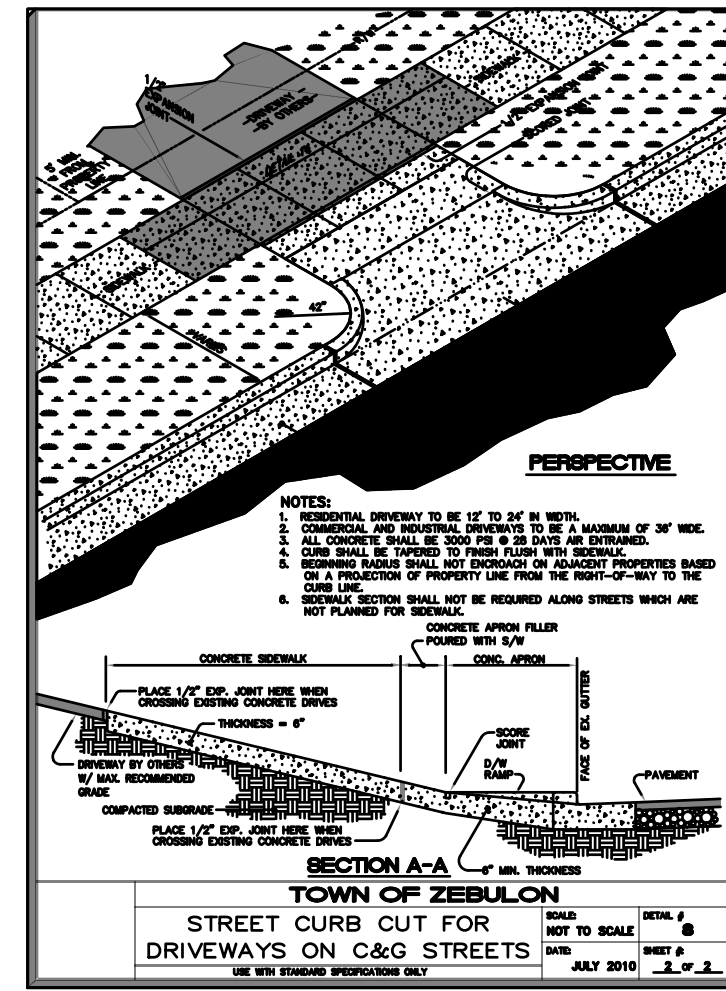 1/2"
EXPANSION
JOINT
DRIVEWAY
BY OTHERS
R/W
SIDEWALK
1/2" EXPANSION JOINT
SCORED JOINT
5' MIN.
FROM
PROPERTY
LINE
SIDEWALK
42"
PERSPECTIVE
NOTES:
1. RESIDENTIAL DRIVEWAY TO BE 12' TO 24' IN WIDTH.
2. COMMERCIAL AND INDUSTRIAL DRIVEWAYS TO BE A MAXIMUM OF 36' WIDE.
3. ALL CONCRETE SHALL BE 3000 PSI @ 28 DAYS AIR ENTRAINED.
4. CURB SHALL BE TAPERED TO FINISH FLUSH WITH SIDEWALK.
5. BEGINNING RADIUS SHALL NOT ENCROACH ON ADJACENT PROPERTIES BASED
ON A PROJECTION OF PROPERTY LINE FROM THE RIGHT-OF-WAY TO THE
CURB LINE.
6. SIDEWALK SECTION SHALL NOT BE REQUIRED ALONG STREETS WHICH ARE
NOT PLANNED FOR SIDEWALK.
CONCRETE APRON FILLER
POURED WITH S/W
CONCRETE SIDEWALK
CONC. APRON
PLACE 1/2" EXP. JOINT HERE WHEN
CROSSING EXISTING CONCRETE DRIVES
THICKNESS = 6"
FACE OF EX. GUTTER
SCORE
JOINT
D/W
RAMP
PAVEMENT
DRIVEWAY BY OTHERS
W/ MAX. RECOMMENDED
GRADE
COMPACTED SUBGRADE
PLACE 1/2" EXP. JOINT HERE WHEN
CROSSING EXISTING CONCRETE DRIVES
SECTION A-A
6" MIN. THICKNESS
TOWN OF ZEBULON
STREET CURB CUT FOR
DRIVEWAYS ON C&G STREETS
USE WITH STANDARD SPECIFICATIONS ONLY
SCALE:
NOT TO SCALE
DETAIL #
8
DATE:
JULY 2010
SHEET #:
2 OF 2